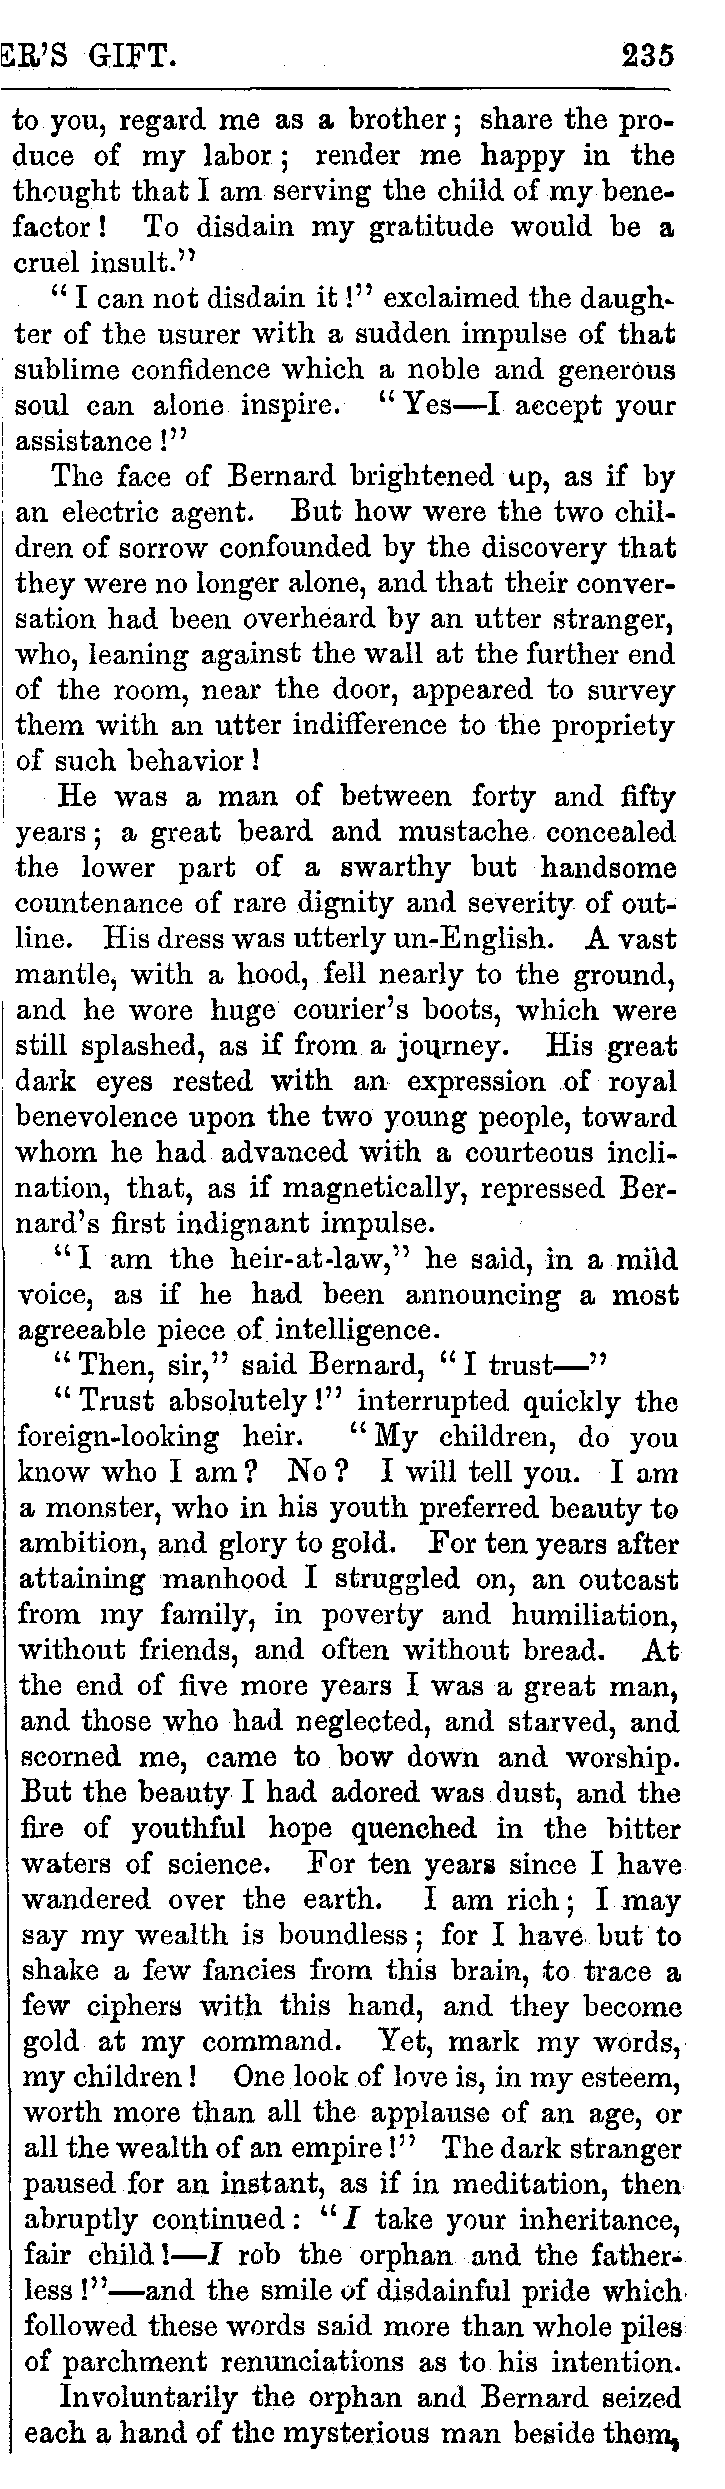 ER'S GIFT. 235
to you, regard me as a brother; share the pro-
duce of my labor; render me happy in the
thought that I am serving the child of my bene-
factor! To disdain my gratitude would be a
cruel insult."
"I can not disdain it!" exclaimed the daugh-
ter of the usurer with a sudden impulse of that
sublime confidence which a noble and generous
soul can alone inspire. "Yes—I accept your
assistance!"
The face of Bernard brightened up, as if by
an electric agent. But how were the two chil-
dren of sorrow confounded by the discovery that
they were no longer alone, and that their conver-
sation had been overheard by an utter stranger,
who, leaning against the wall at the further end
of the room, near the door, appeared to survey
them with an utter indifference to the propriety
of such behavior!
He was a man of between forty and fifty
years; a great beard and mustache concealed
the lower part of a swarthy but handsome
countenance of rare dignity and severity of out-
line. His dress was utterly un-English. A vast
mantle, with a hood, fell nearly to the ground,
and he wore huge courier's boots, which were
still splashed, as if from a journey. His great
dark eyes rested with an expression of royal
benevolence upon the two young people, toward
whom he had advanced with a courteous incli-
nation, that, as if magnetically, repressed Ber-
nard's first indignant impulse.
"I am the heir-at-law," he said, in a mild
voice, as if he had been announcing a most
agreeable piece of intelligence.
"Then, sir," said Bernard, "I trust—"
"Trust absolutely!" interrupted quickly the
foreign-looking heir. "My children, do you
know who I am? No? I will tell you. I am
a monster, who in his youth preferred beauty to
ambition, and glory to gold. For ten years after
attaining manhood I struggled on, an outcast
from my family, in poverty and humiliation,
without friends, and often without bread. At
the end of five more years I was a great man,
and those who had neglected, and starved, and
scorned me, came to bow down and worship.
But the beauty I had adored was dust, and the
fire of youthful hope quenched in the bitter
waters of science. For ten years since I have
wandered over the earth. I am rich; I may
say my wealth is boundless; for I have but to
shake a few fancies from this brain, to trace a
few ciphers with this hand, and they become
gold at my command. Yet, mark my words,
my children! One look of love is, in my esteem,
worth more than all the applause of an age, or
all the wealth of an empire!" The dark stranger
paused for an instant, as if in meditation, then
abruptly continued: "I take your inheritance,
fair child!—I rob the orphan and the father-
less!"—and the smile of disdainful pride which
followed these words said more than whole piles
of parchment renunciations as to his intention.
Involuntarily the orphan and Bernard seized
each a hand of the mysterious man beside them,